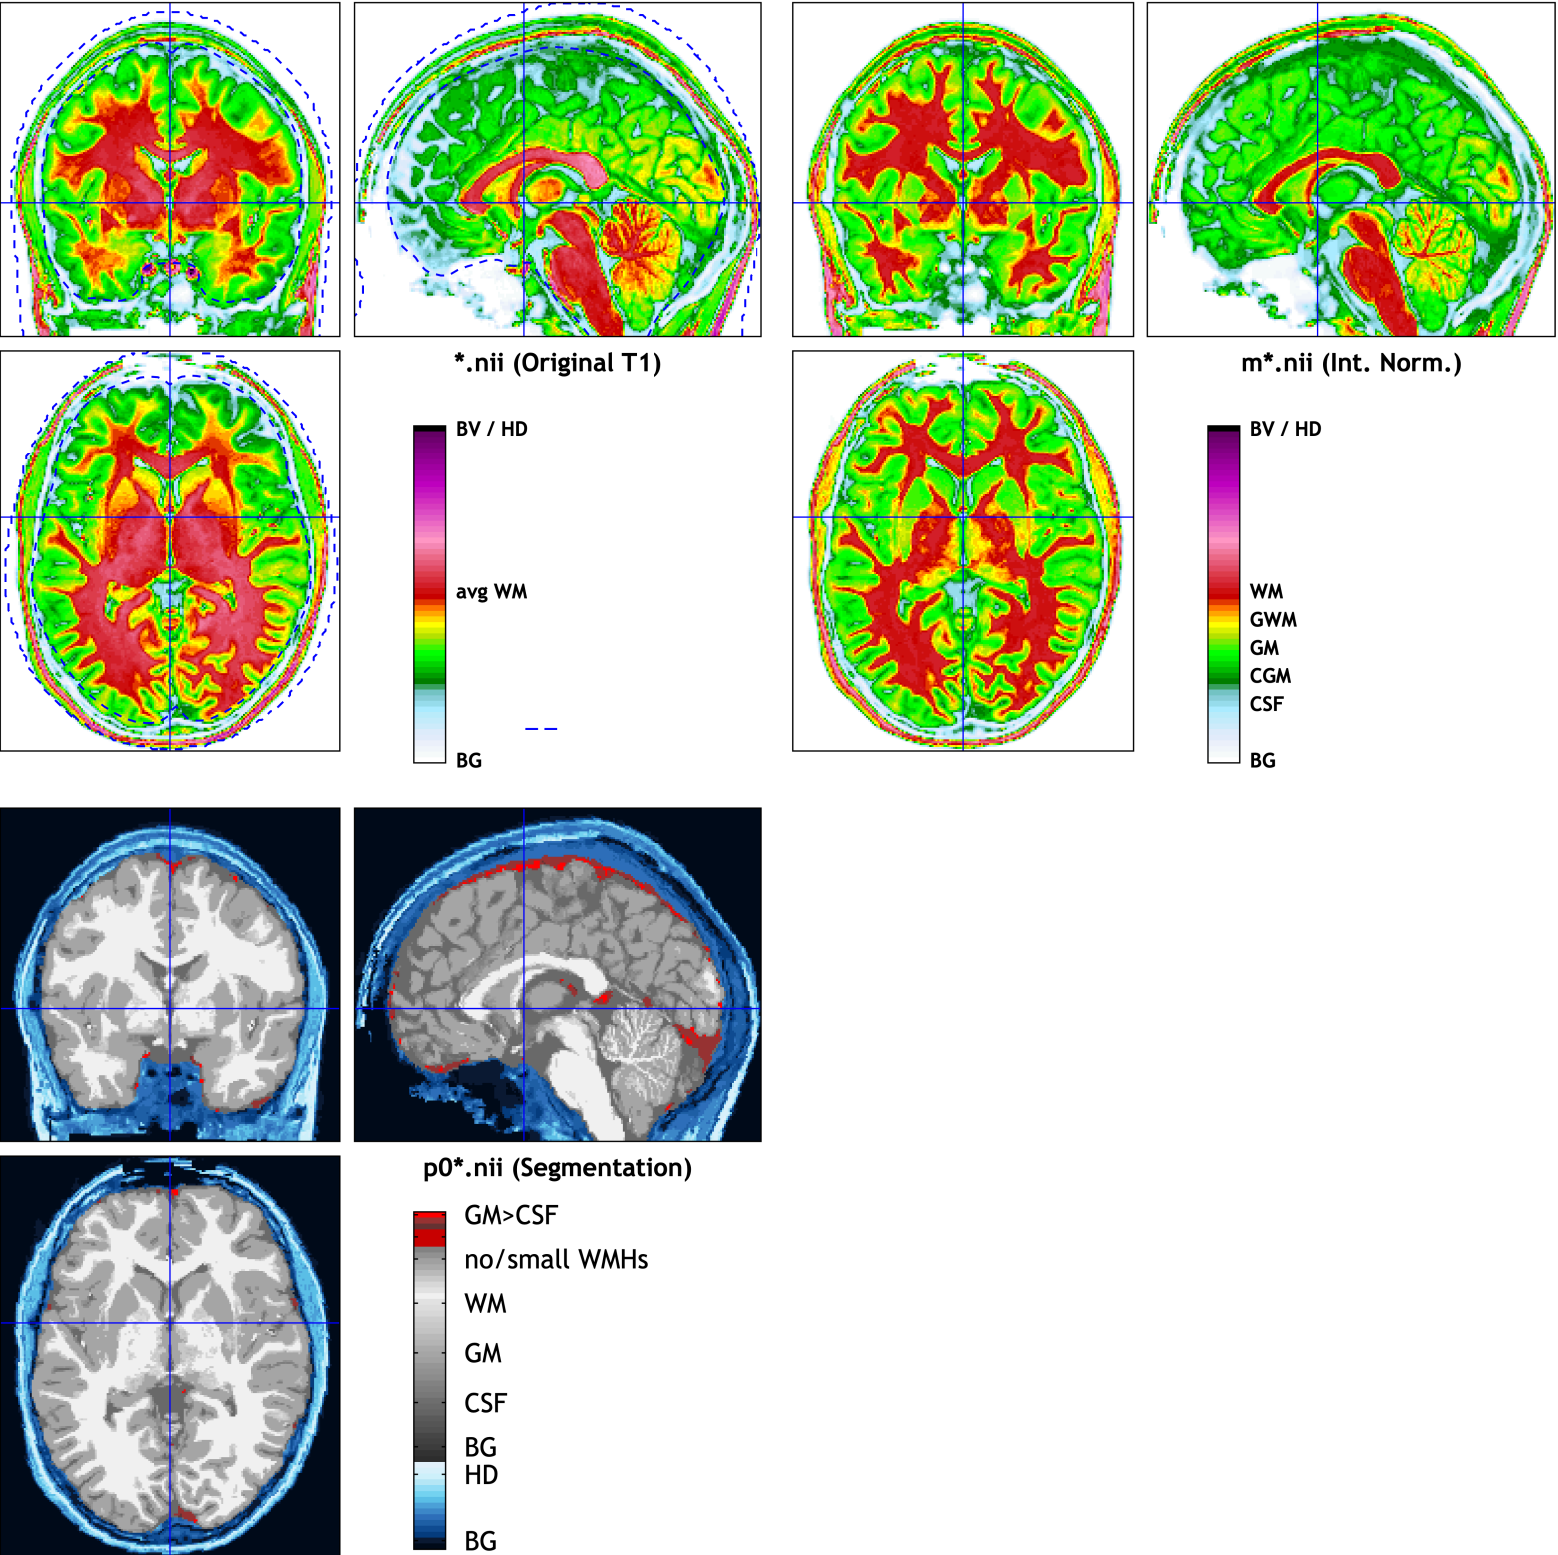 *.nii (Original T1)
BV / HD
avg WM
BG
m*.nii (Int. Norm.)
BV / HD
WM
GWM
GM
CGM
CSF
BG
p0*.nii (Segmentation)
GM>CSF
no/small WMHs
WM
GM
CSF
BG
HD
BG